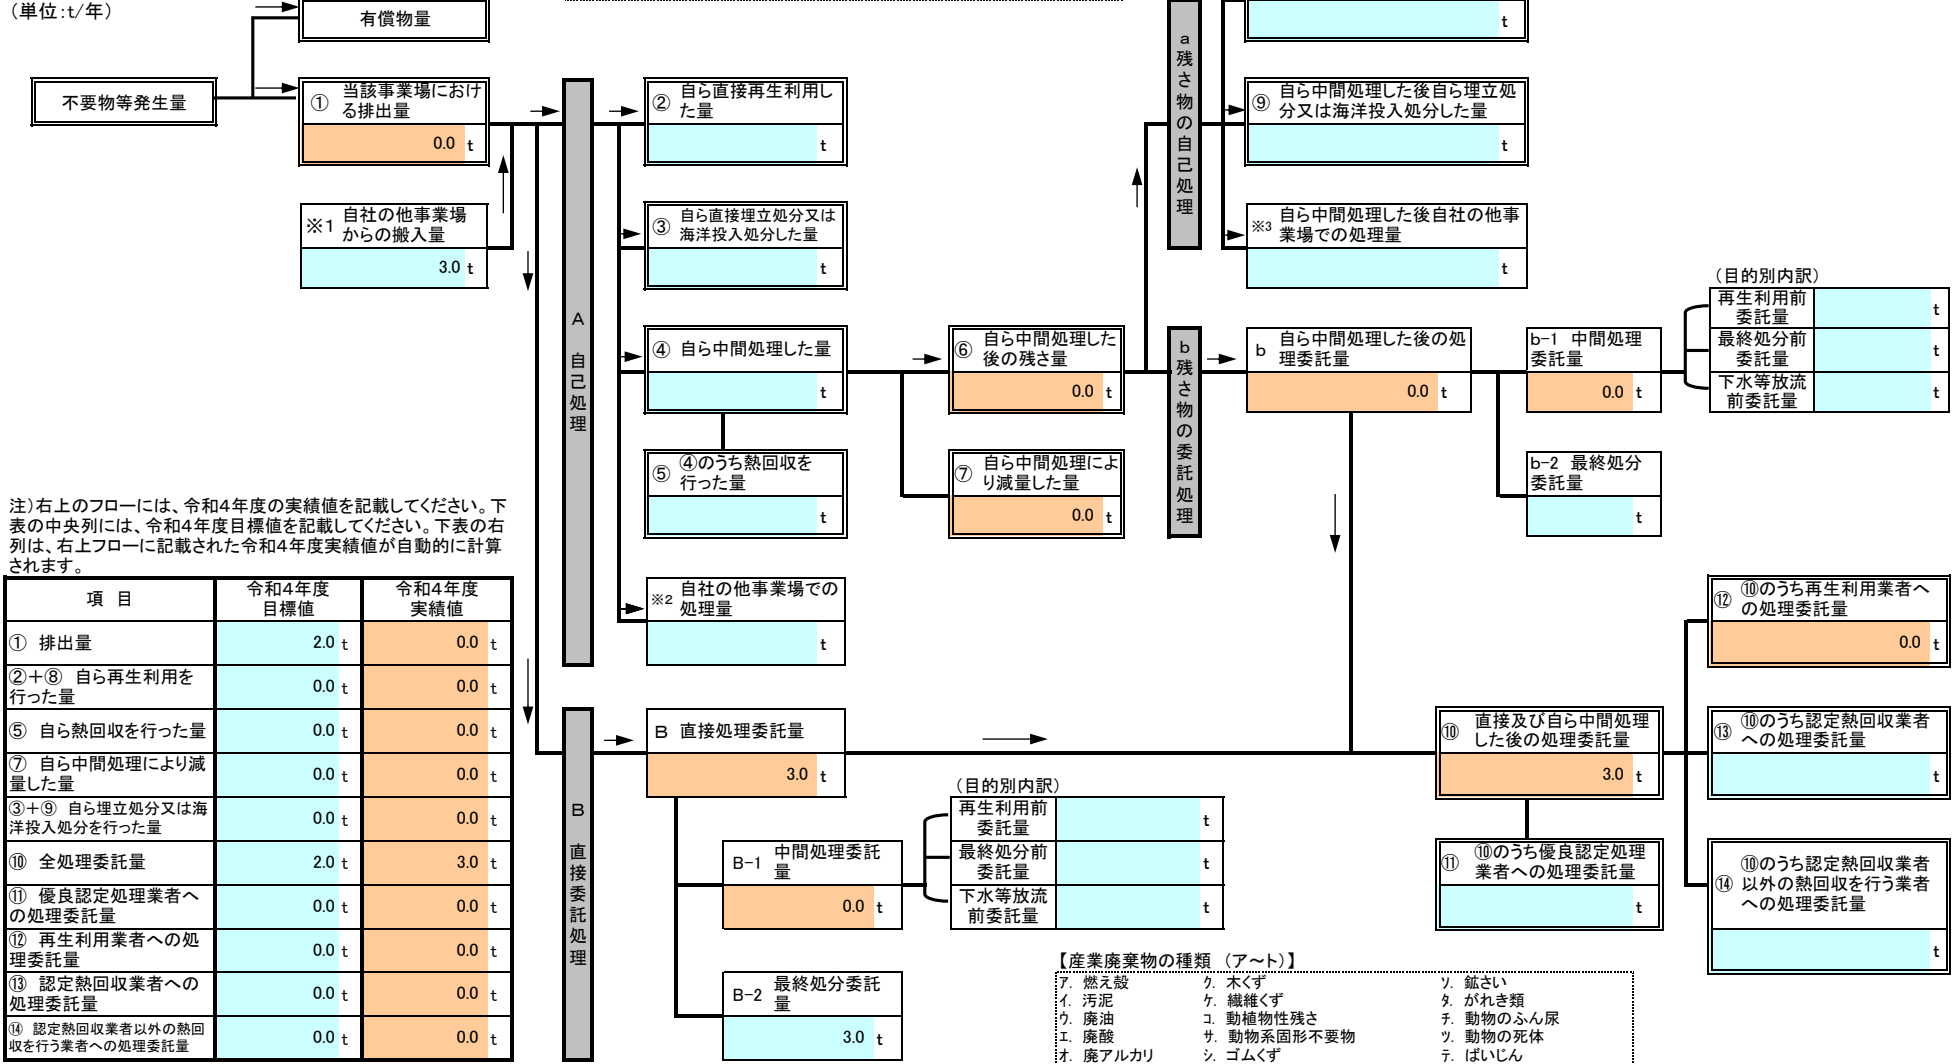 (単位:t/年)
有償物量
不要物等発生量
① 当該事業場におけ
る排出量
0.0 t
※1 自社の他事業場
からの搬入量
3.0 t
A 自己処理
② 自ら直接再生利用し
た量
t
③ 自ら直接埋立処分又は
海洋投入処分した量
t
④ 自ら中間処理した量
t
⑤ ④のうち熱回収を
行った量
t
※2 自社の他事業場での
処理量
t
⑥ 自ら中間処理した
後の残さ量
0.0 t
⑦ 自ら中間処理によ
り減量した量
0.0 t
a 残さ物の自己処理
t
⑨ 自ら中間処理した後自ら埋立処
分又は海洋投入処分した量
t
※3 自ら中間処理した後自社の他事
業場での処理量
t
b 残さ物の委託処理
b 自ら中間処理した後の処
理委託量
0.0 t
b-1 中間処理
委託量
0.0 t
b-2 最終処分
委託量
t
(目的別内訳)
再生利用前
委託量 t
最終処分前
委託量 t
下水等放流
前委託量 t
注)右上のフローには、令和4年度の実績値を記載してください。下
表の中央列には、令和4年度目標値を記載してください。下表の右
列は、右上フローに記載された令和4年度実績値が自動的に計算
されます。
項 目 令和4年度
目標値 令和4年度
実績値
① 排出量 2.0 t 0.0 t
②+⑧ 自ら再生利用を
行った量 0.0 t 0.0 t
⑤ 自ら熱回収を行った量 0.0 t 0.0 t
⑦ 自ら中間処理により減
量した量 0.0 t 0.0 t
③+⑨ 自ら埋立処分又は海
洋投入処分を行った量 0.0 t 0.0 t
⑩ 全処理委託量 2.0 t 3.0 t
⑪ 優良認定処理業者へ
の処理委託量 0.0 t 0.0 t
⑫ 再生利用業者への処
理委託量 0.0 t 0.0 t
⑬ 認定熱回収業者への
処理委託量 0.0 t 0.0 t
⑭ 認定熱回収業者以外の熱回
収を行う業者への処理委託量 0.0 t 0.0 t
B 直接委託処理
B 直接処理委託量
3.0 t
B-1 中間処理委託
量
0.0 t
B-2 最終処分委託
量
3.0 t
(目的別内訳)
再生利用前
委託量 t
最終処分前
委託量 t
下水等放流
前委託量 t
⑩ 直接及び自ら中間処理
した後の処理委託量
3.0 t
⑪ ⑩のうち優良認定処理
業者への処理委託量
t
⑫ ⑩のうち再生利用業者へ
の処理委託量
0.0 t
⑬ ⑩のうち認定熱回収業者
への処理委託量
t
⑭ ⑩のうち認定熱回収業者
以外の熱回収を行う業者
への処理委託量
t
【産業廃棄物の種類 (ア~ト)】
ア. 燃え殻 ク. 木くず ソ. 鉱さい
イ. 汚泥 ケ. 繊維くず タ. がれき類
ウ. 廃油 コ. 動植物性残さ チ. 動物のふん尿
エ. 廃酸 サ. 動物系固形不要物 ツ. 動物の死体
オ. 廃アルカリ シ. ゴムくず テ. ばいじん